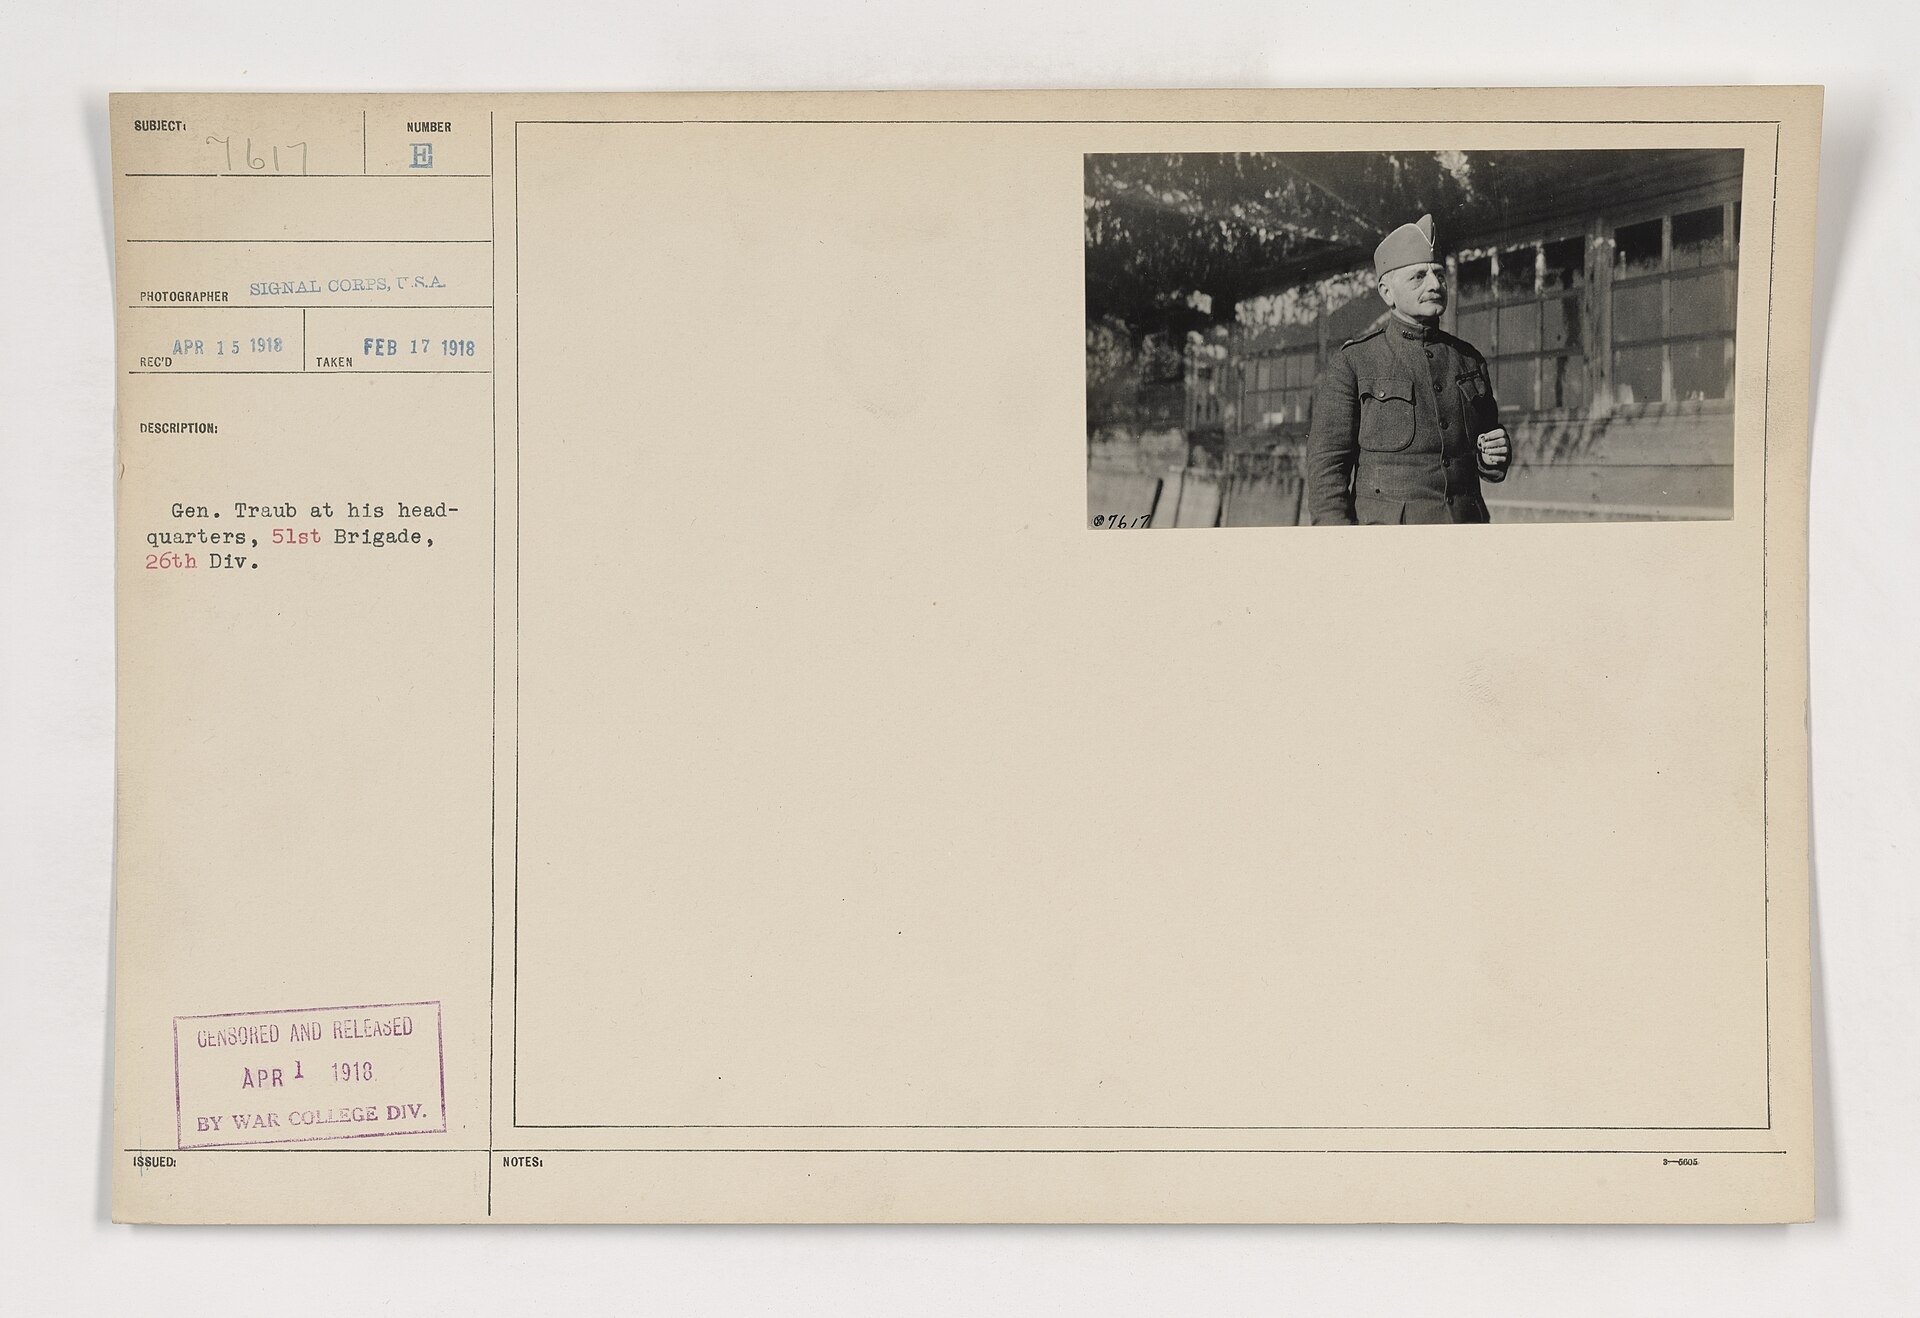 SUBJECT:
7617
NUMBER
E
PHOTOGRAPHER SIGNAL CORPS, U.S.A.
REC'D APR 15 1918
TAKEN FEB 17 1918
DESCRIPTION:
Gen. Traub at his head-
quarters, 51st Brigade,
26th Div.
CENSORED AND RELEASED
APR 1 1918
BY WAR COLLEGE DIV.
ISSUED:
NOTES:
3—5605
7617